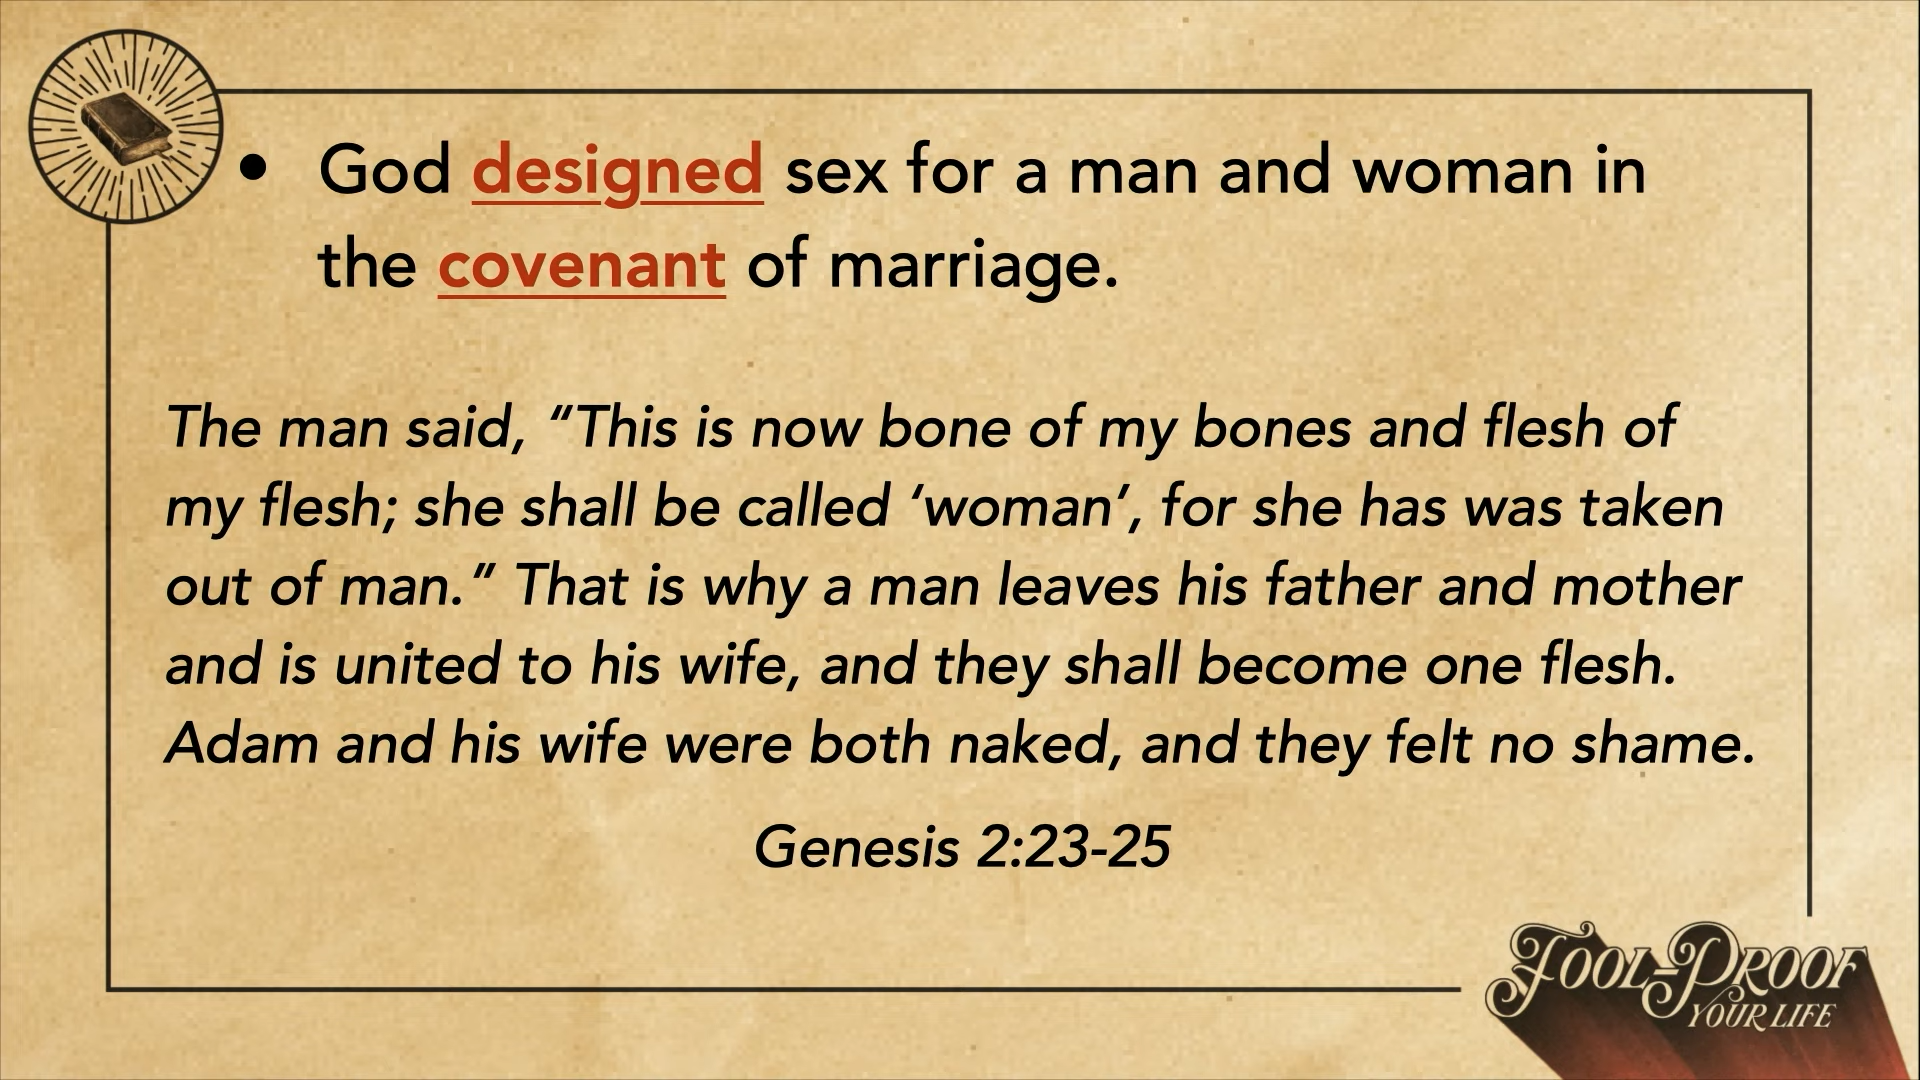 • God designed sex for a man and woman in
the covenant of marriage.
The man said, “This is now bone of my bones and flesh of
my flesh; she shall be called ‘woman’, for she has was taken
out of man.” That is why a man leaves his father and mother
and is united to his wife, and they shall become one flesh.
Adam and his wife were both naked, and they felt no shame.
Genesis 2:23-25
FOOL-PROOF
YOUR LIFE